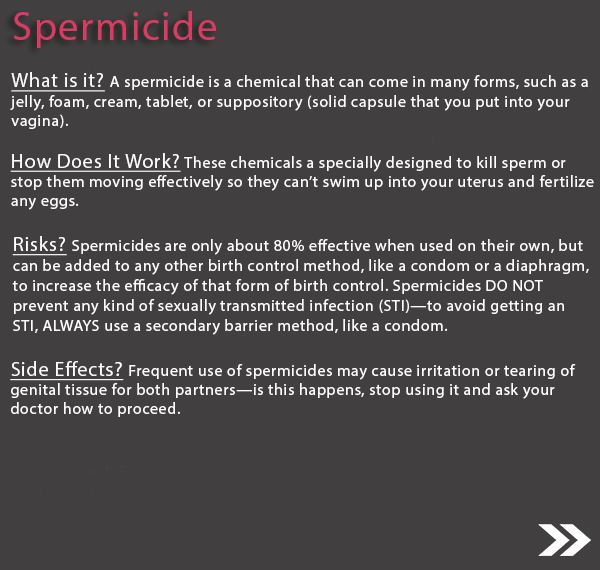 Spermicide
What is it? A spermicide is a chemical that can come in many forms, such as a
jelly, foam, cream, tablet, or suppository (solid capsule that you put into your
vagina).
How Does It Work? These chemicals a specially designed to kill sperm or
stop them moving effectively so they can't swim up into your uterus and fertilize
any eggs.
Risks? Spermicides are only about 80% effective when used on their own, but
can be added to any other birth control method, like a condom or a diaphragm,
to increase the efficacy of that form of birth control. Spermicides DO NOT
prevent any kind of sexually transmitted infection (STI)—to avoid getting an
STI, ALWAYS use a secondary barrier method, like a condom.
Side Effects? Frequent use of spermicides may cause irritation or tearing of
genital tissue for both partners—is this happens, stop using it and ask your
doctor how to proceed.